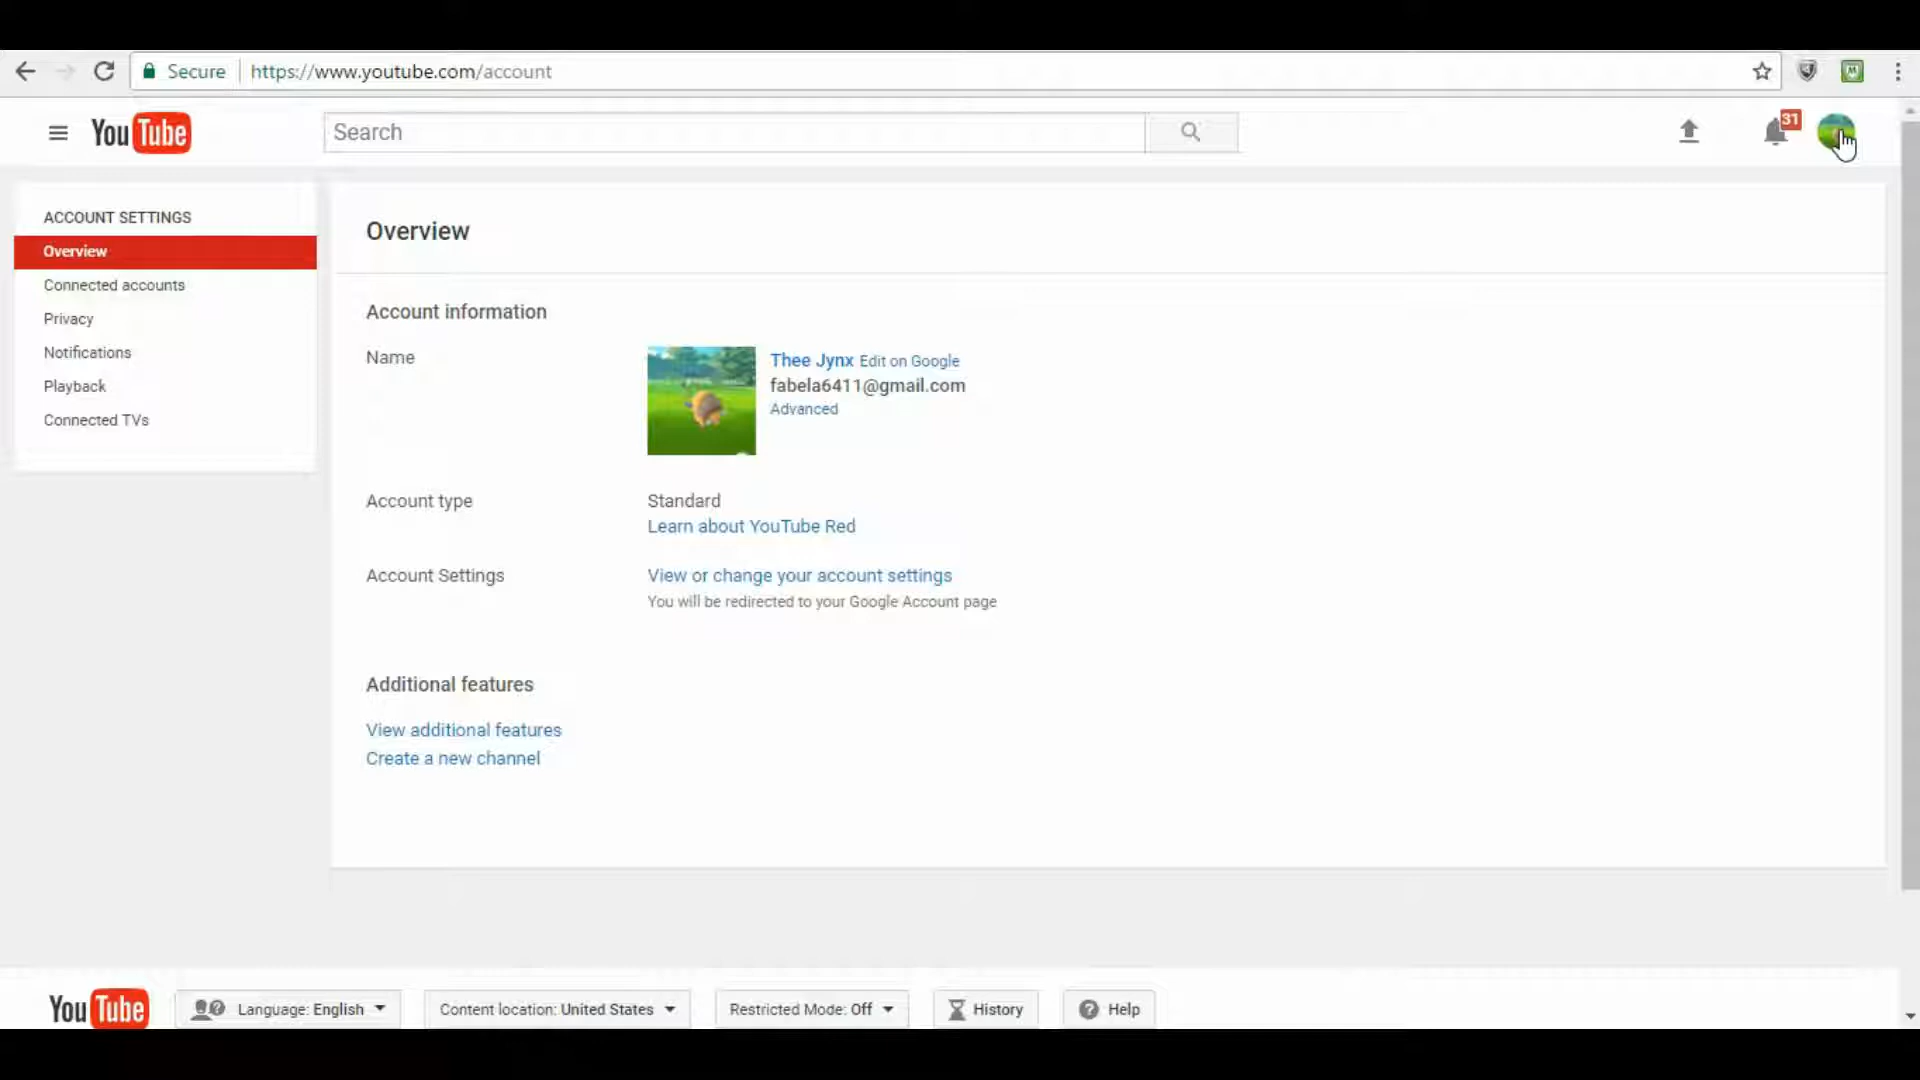 Secure https://www.youtube.com/account
YouTube
Search
31
ACCOUNT SETTINGS
Overview
Connected accounts
Privacy
Notifications
Playback
Connected TVs
Overview
Account information
Name
Thee Jynx Edit on Google
fabela6411@gmail.com
Advanced
Account type
Standard
Learn about YouTube Red
Account Settings
View or change your account settings
You will be redirected to your Google Account page
Additional features
View additional features
Create a new channel
YouTube
Language: English
Content location: United States
Restricted Mode: Off
History
Help